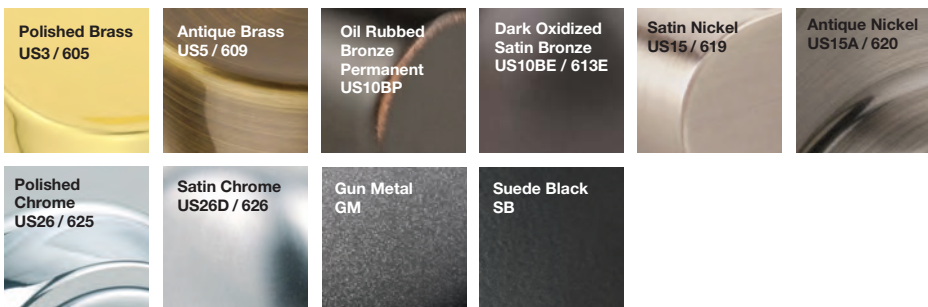 Polished Brass
US3 / 605
Antique Brass
US5 / 609
Oil Rubbed
Bronze
Permanent
US10BP
Dark Oxidized
Satin Bronze
US10BE / 613E
Satin Nickel
US15 / 619
Antique Nickel
US15A / 620
Polished
Chrome
US26 / 625
Satin Chrome
US26D / 626
Gun Metal
GM
Suede Black
SB